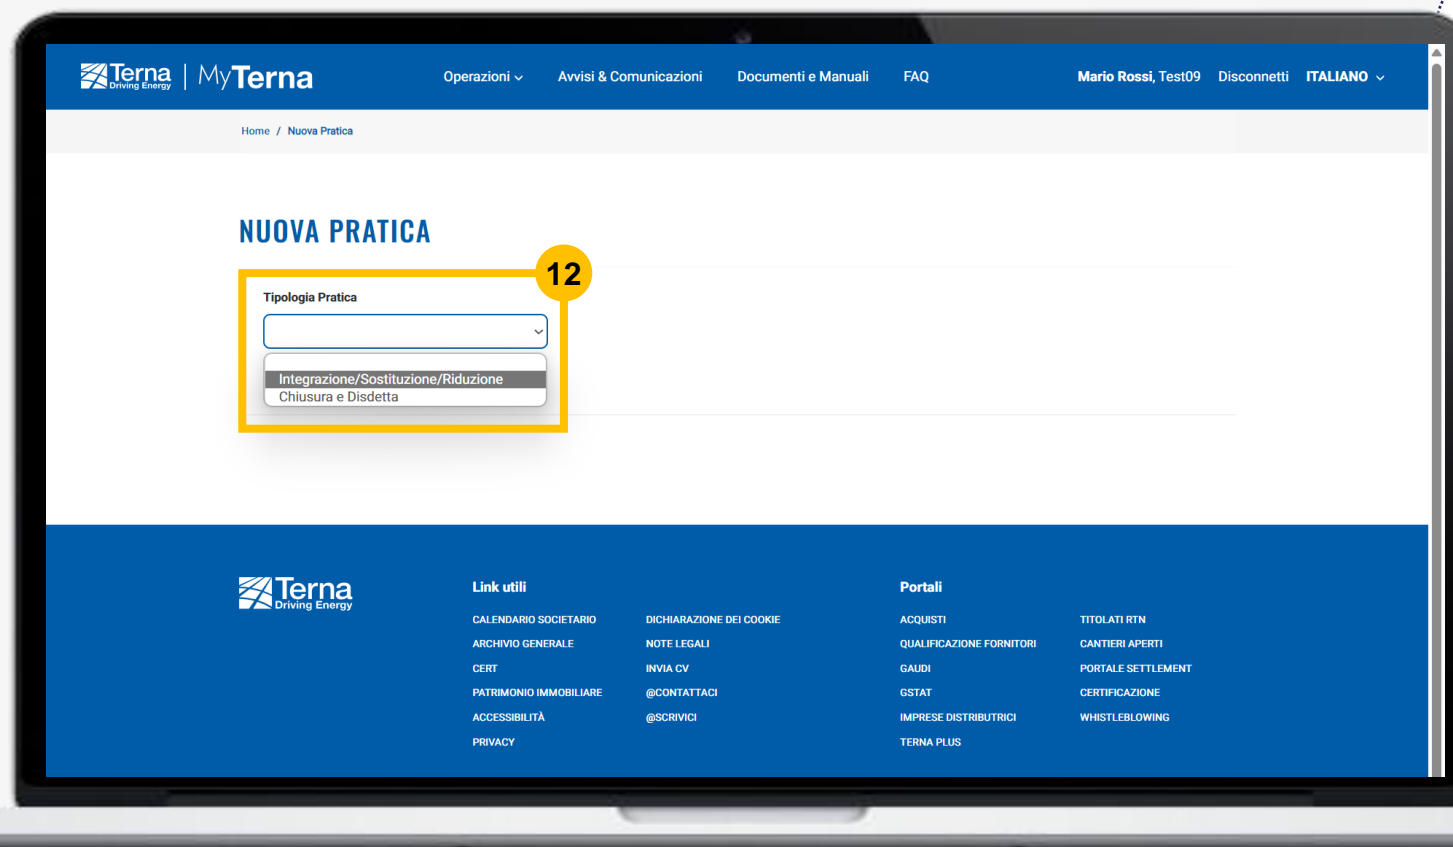 Terna
Driving Energy
MyTerna
Operazioni
Avvisi & Comunicazioni
Documenti e Manuali
FAQ
Mario Rossi, Test09
Disconnetti
ITALIANO
Home / Nuova Pratica
NUOVA PRATICA
12
Tipologia Pratica
Integrazione/Sostituzione/Riduzione
Chiusura e Disdetta
Terna
Driving Energy
Link utili
CALENDARIO SOCIETARIO
ARCHIVIO GENERALE
CERT
PATRIMONIO IMMOBILIARE
ACCESSIBILITÀ
PRIVACY
DICHIARAZIONE DEI COOKIE
NOTE LEGALI
INVIA CV
@CONTATTACI
@SCRIVICI
Portali
ACQUISTI
QUALIFICAZIONE FORNITORI
GAUDI
GSTAT
IMPRESE DISTRIBUTRICI
TERNA PLUS
TITOLATI RTN
CANTIERI APERTI
PORTALE SETTLEMENT
CERTIFICAZIONE
WHISTLEBLOWING